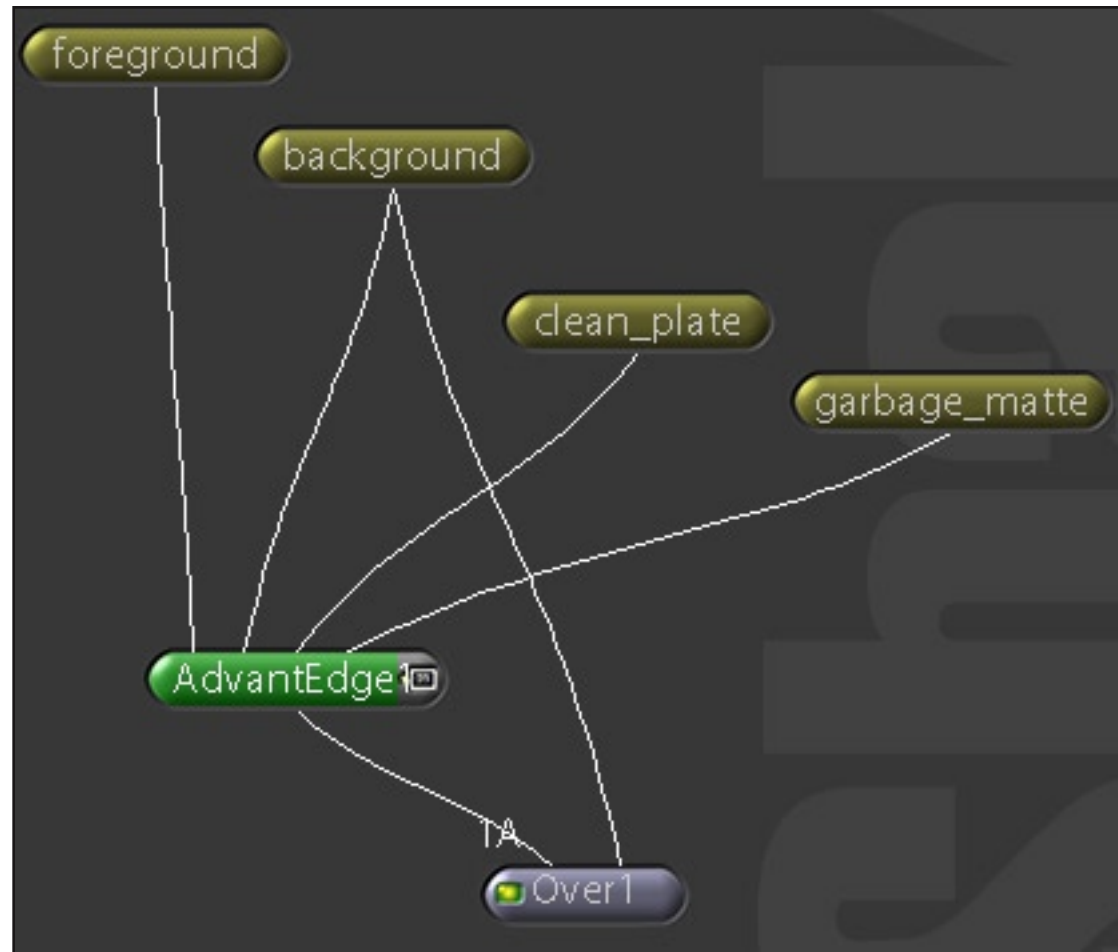 foreground
background
clean_plate
garbage_matte
AdvantEdge1
1A
Over1